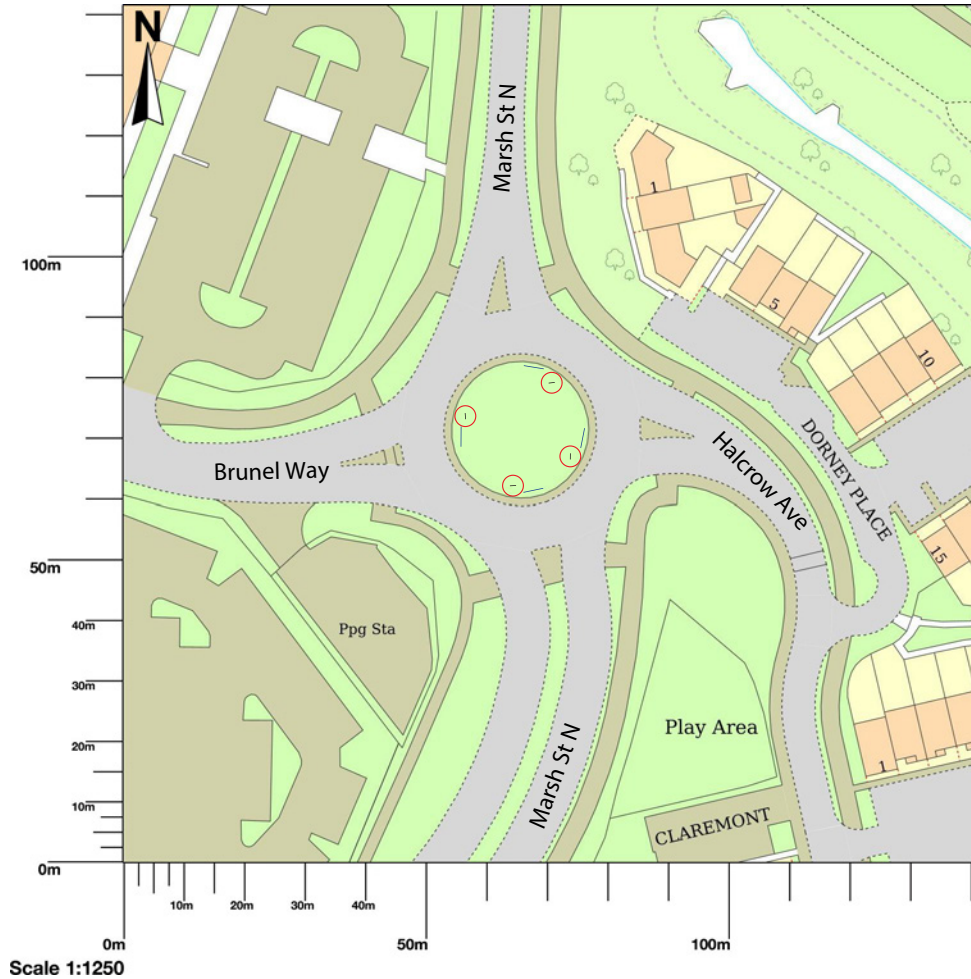 N
Marsh St N
1
100m
5
10
Brunel Way
Halcrow Ave
DORNEY PLACE
15
50m
40m
Ppg Sta
30m
20m
Play Area
Marsh St N
1
10m
CLAREMONT
0m
10m
20m
30m
40m
0m
50m
100m
Scale 1:1250